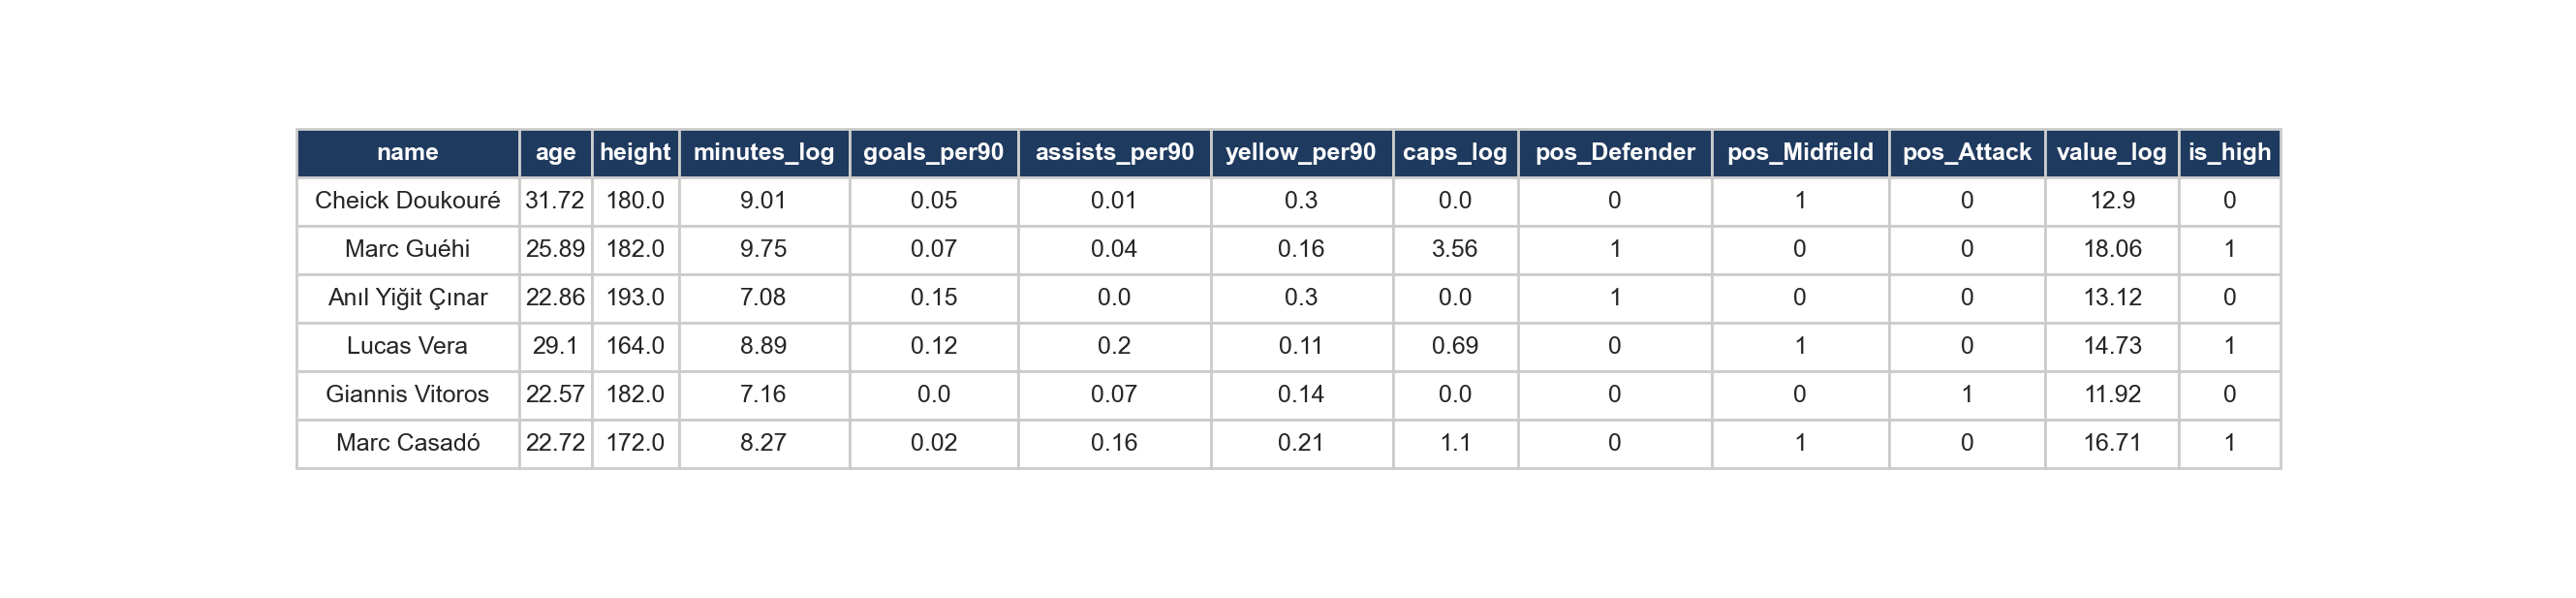 name age height minutes_log goals_per90 assists_per90 yellow_per90 caps_log pos_Defender pos_Midfield pos_Attack value_log is_high
Cheick Doukouré 31.72 180.0 9.01 0.05 0.01 0.3 0.0 0 1 0 12.9 0
Marc Guéhi 25.89 182.0 9.75 0.07 0.04 0.16 3.56 1 0 0 18.06 1
Anıl Yiğit Çınar 22.86 193.0 7.08 0.15 0.0 0.3 0.0 1 0 0 13.12 0
Lucas Vera 29.1 164.0 8.89 0.12 0.2 0.11 0.69 0 1 0 14.73 1
Giannis Vitoros 22.57 182.0 7.16 0.0 0.07 0.14 0.0 0 0 1 11.92 0
Marc Casadó 22.72 172.0 8.27 0.02 0.16 0.21 1.1 0 1 0 16.71 1